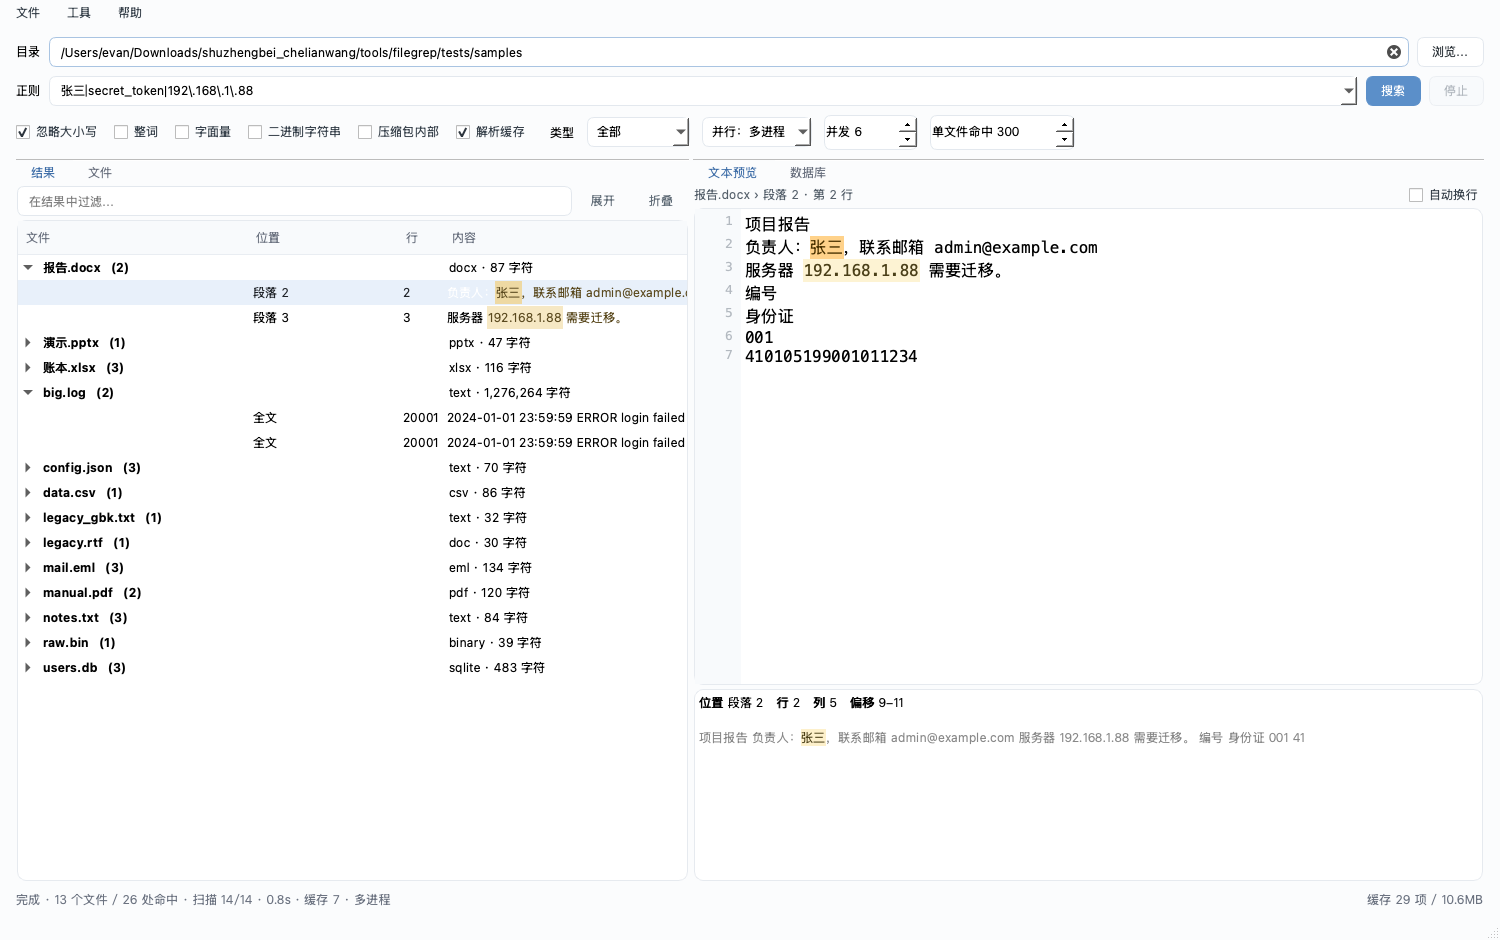 文件 工具 帮助
目录 /Users/evan/Downloads/shuzhengbei_chelianwang/tools/filegrep/tests/samples 浏览...
正则 张三|secret_token|192\.168\.1\.88 搜索 停止
忽略大小写 整词 字面量 二进制字符串 压缩包内部 解析缓存 类型 全部 并行：多进程 并发 6 单文件命中 300
结果 文件
在结果中过滤... 展开 折叠
文件 位置 行 内容
报告.docx (2) docx · 87 字符
段落 2 2 负责人：张三，联系邮箱 admin@example.c
段落 3 3 服务器 192.168.1.88 需要迁移。
演示.pptx (1) pptx · 47 字符
账本.xlsx (3) xlsx · 116 字符
big.log (2) text · 1,276,264 字符
全文 20001 2024-01-01 23:59:59 ERROR login failed
全文 20001 2024-01-01 23:59:59 ERROR login failed
config.json (3) text · 70 字符
data.csv (1) csv · 86 字符
legacy_gbk.txt (1) text · 32 字符
legacy.rtf (1) doc · 30 字符
mail.eml (3) eml · 134 字符
manual.pdf (2) pdf · 120 字符
notes.txt (3) text · 84 字符
raw.bin (1) binary · 39 字符
users.db (3) sqlite · 483 字符
文本预览 数据库
报告.docx › 段落 2 · 第 2 行 自动换行
1 项目报告
2 负责人：张三，联系邮箱 admin@example.com
3 服务器 192.168.1.88 需要迁移。
4 编号
5 身份证
6 001
7 410105199001011234
位置 段落 2 行 2 列 5 偏移 9–11
项目报告 负责人：张三，联系邮箱 admin@example.com 服务器 192.168.1.88 需要迁移。 编号 身份证 001 41
完成 · 13 个文件 / 26 处命中 · 扫描 14/14 · 0.8s · 缓存 7 · 多进程
缓存 29 项 / 10.6MB